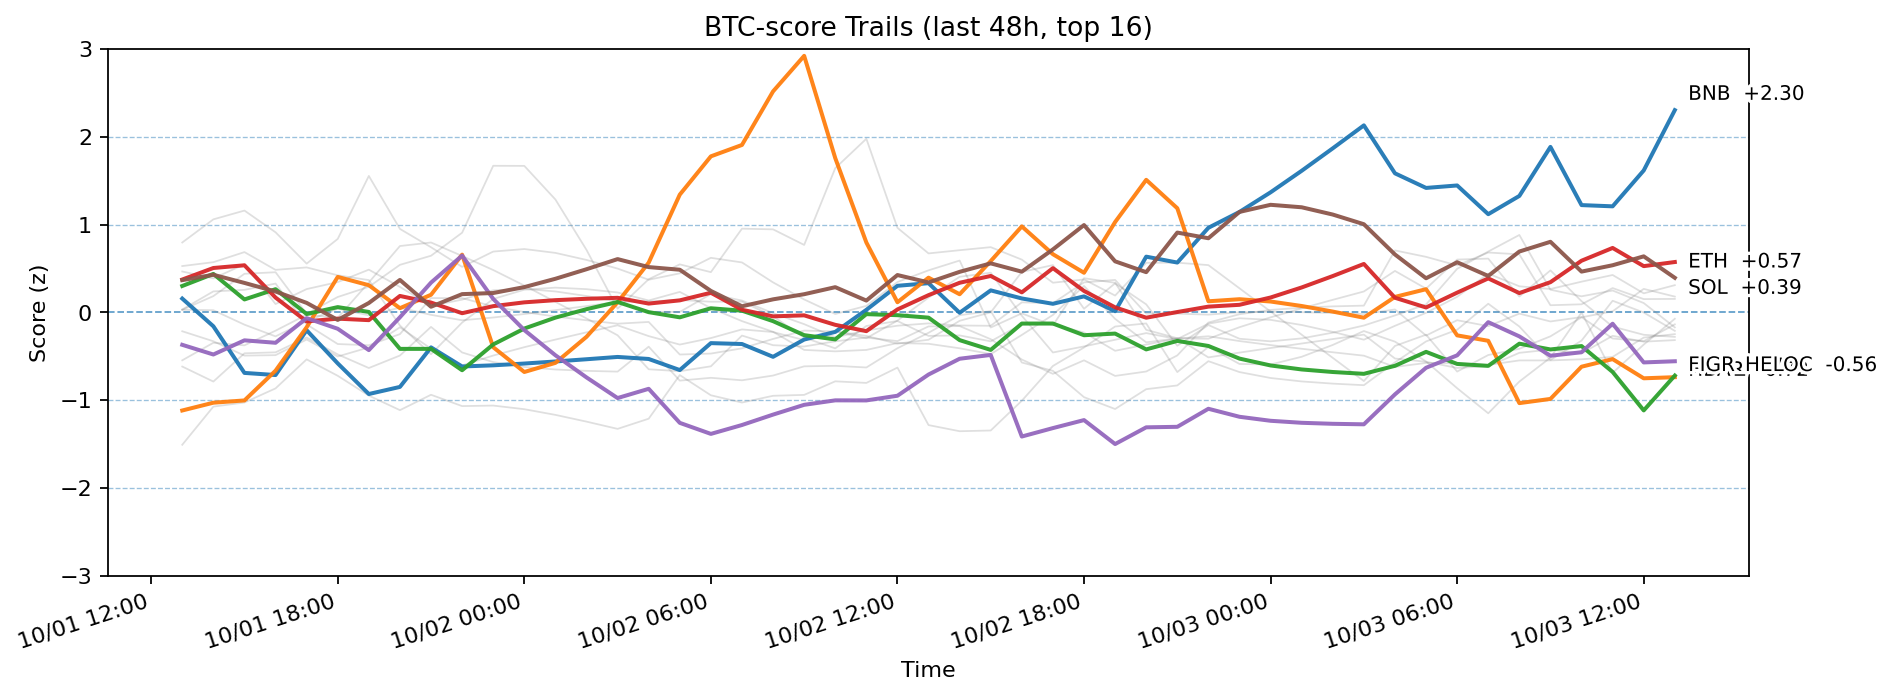 BTC-score Trails (last 48h, top 16)
3
2
1
0
−1
−2
−3
Score (z)
BNB +2.30
ETH +0.57
SOL +0.39
FIGR_HELOC -0.56
10/01 12:00
10/01 18:00
10/02 00:00
10/02 06:00
10/02 12:00
10/02 18:00
10/03 00:00
10/03 06:00
10/03 12:00
Time